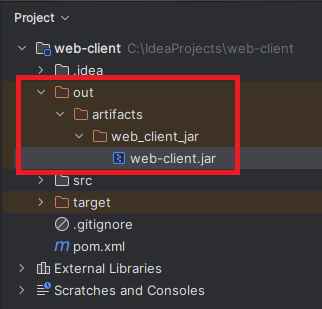 Project
web-client C:\IdeaProjects\web-client
.idea
out
artifacts
web_client_jar
web-client.jar
src
target
.gitignore
pom.xml
External Libraries
Scratches and Consoles